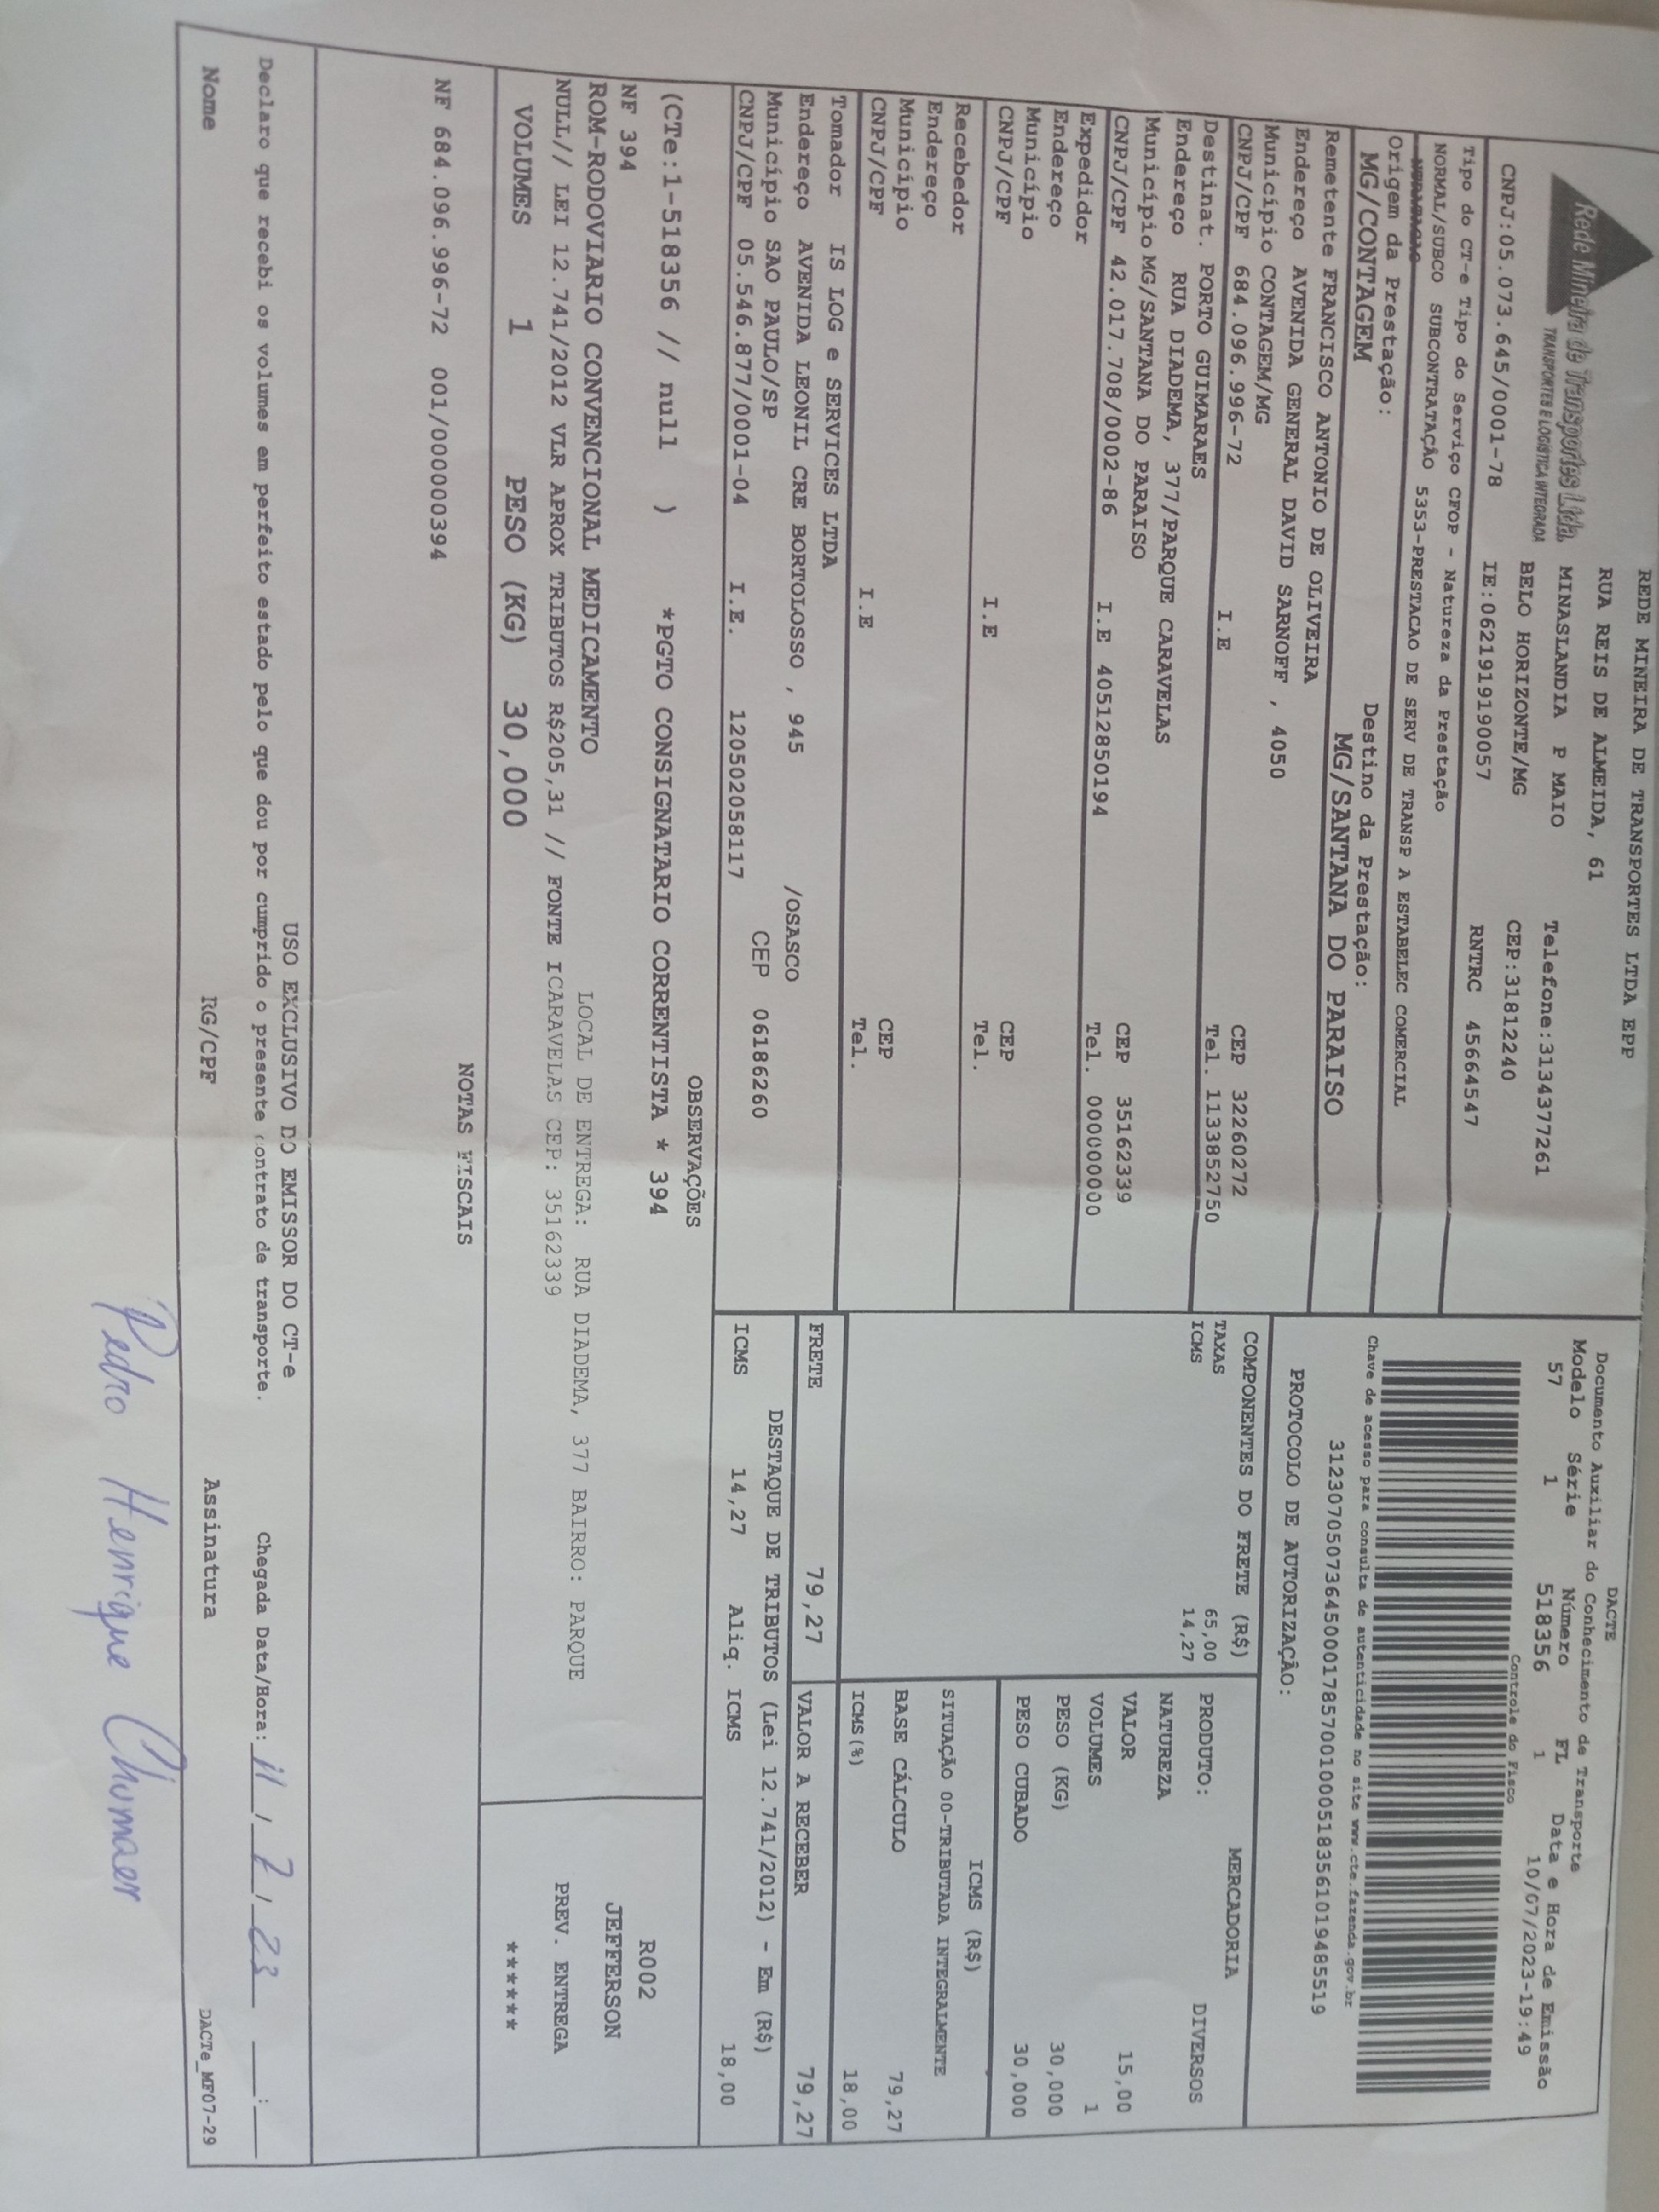 Rede Mineira de Transportes Ltda.
TRANSPORTES E LOGÍSTICA INTEGRADA
REDE MINEIRA DE TRANSPORTES LTDA EPP
RUA REIS DE ALMEIDA, 61
MINASLANDIA P MAIO Telefone:3134377261
BELO HORIZONTE/MG CEP:31812240
CNPJ:05.073.645/0001-78 IE:0621919190057 RNTRC 45664547
Tipo do CT-e Tipo do Serviço CFOP - Natureza da Prestação
NORMAL/SUBCO SUBCONTRATAÇÃO 5353-PRESTACAO DE SERV DE TRANSP A ESTABELEC COMERCIAL
Origem da Prestação: Destino da Prestação:
MG/CONTAGEM MG/SANTANA DO PARAISO
Remetente FRANCISCO ANTONIO DE OLIVEIRA
Endereço AVENIDA GENERAL DAVID SARNOFF , 4050
Município CONTAGEM/MG CEP 32260272
CNPJ/CPF 684.096.996-72 I.E Tel. 1133852750
Destinat. PORTO GUIMARAES
Endereço RUA DIADEMA, 377/PARQUE CARAVELAS
Município MG/SANTANA DO PARAISO CEP 35162339
CNPJ/CPF 42.017.708/0002-86 I.E 4051285​0194 Tel. 000000000
Expedidor
Endereço
Município CEP
CNPJ/CPF I.E Tel.
Recebedor
Endereço
Município CEP
CNPJ/CPF I.E Tel.
Tomador IS LOG e SERVICES LTDA
Endereço AVENIDA LEONIL CRE BORTOLOSSO , 945 /OSASCO
Município SAO PAULO/SP CEP 06186260
CNPJ/CPF 05.546.877/0001-04 I.E. 120502058117
DACTE
Documento Auxiliar do Conhecimento de Transporte
Modelo Série Número FL Data e Hora de Emissão
57 1 518356 1 10/07/2023-19:49
Controle do Fisco
Chave de acesso para consulta de autenticidade no site www.cte.fazenda.gov.br
31230705073645000178570010005183561019485519
PROTOCOLO DE AUTORIZAÇÃO:
COMPONENTES DO FRETE (R$)
TAXAS 65,00
ICMS 14,27
MERCADORIA
PRODUTO: DIVERSOS
NATUREZA
VALOR 15,00
VOLUMES 1
PESO (KG) 30,000
PESO CUBADO 30,000
ICMS (R$)
SITUAÇÃO 00-TRIBUTADA INTEGRALMENTE
BASE CÁLCULO 79,27
ICMS(%) 18,00
FRETE 79,27 VALOR A RECEBER 79,27
DESTAQUE DE TRIBUTOS (Lei 12.741/2012) - Em (R$)
ICMS 14,27 Aliq. ICMS 18,00
OBSERVAÇÕES
(CTe:1-518356 // null ) *PGTO CONSIGNATARIO CORRENTISTA * 394
NF 394
ROM-RODOVIARIO CONVENCIONAL MEDICAMENTO LOCAL DE ENTREGA: RUA DIADEMA, 377 BAIRRO: PARQUE
NULL// LEI 12.741/2012 VLR APROX TRIBUTOS R$205,31 // FONTE ICARAVELAS CEP: 35162339
VOLUMES 1 PESO (KG) 30,000
R002
JEFFERSON
PREV. ENTREGA
******
NOTAS FISCAIS
NF 684.096.996-72 001/000000394
USO EXCLUSIVO DO EMISSOR DO CT-e
Declaro que recebi os volumes em perfeito estado pelo que dou por cumprido o presente contrato de transporte. Chegada Data/Hora: 11 / 7 / 23 ___:___
Nome RG/CPF Assinatura DACTe_MF07-29
Pedro Henrique